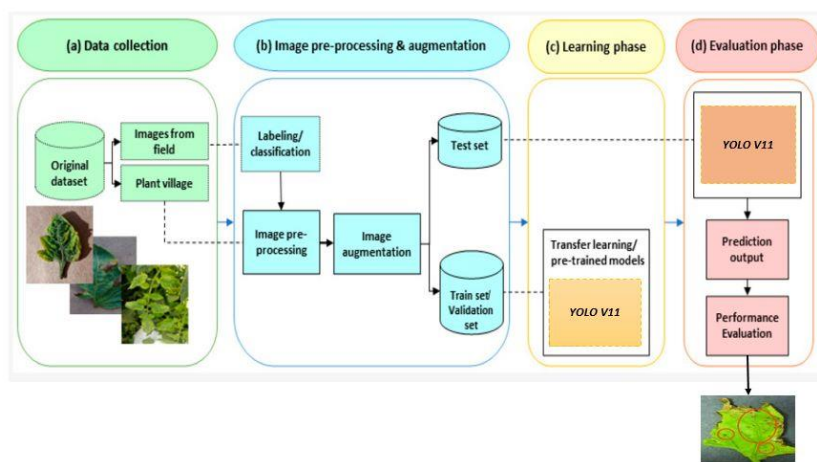 (a) Data collection
(b) Image pre-processing & augmentation
(c) Learning phase
(d) Evaluation phase
Original
dataset
Images from
field
Plant village
Labeling/
classification
Image pre-
processing
Image
augmentation
Test set
Train set/
Validation
set
Transfer learning/
pre-trained models
YOLO V11
YOLO V11
Prediction
output
Performance
Evaluation